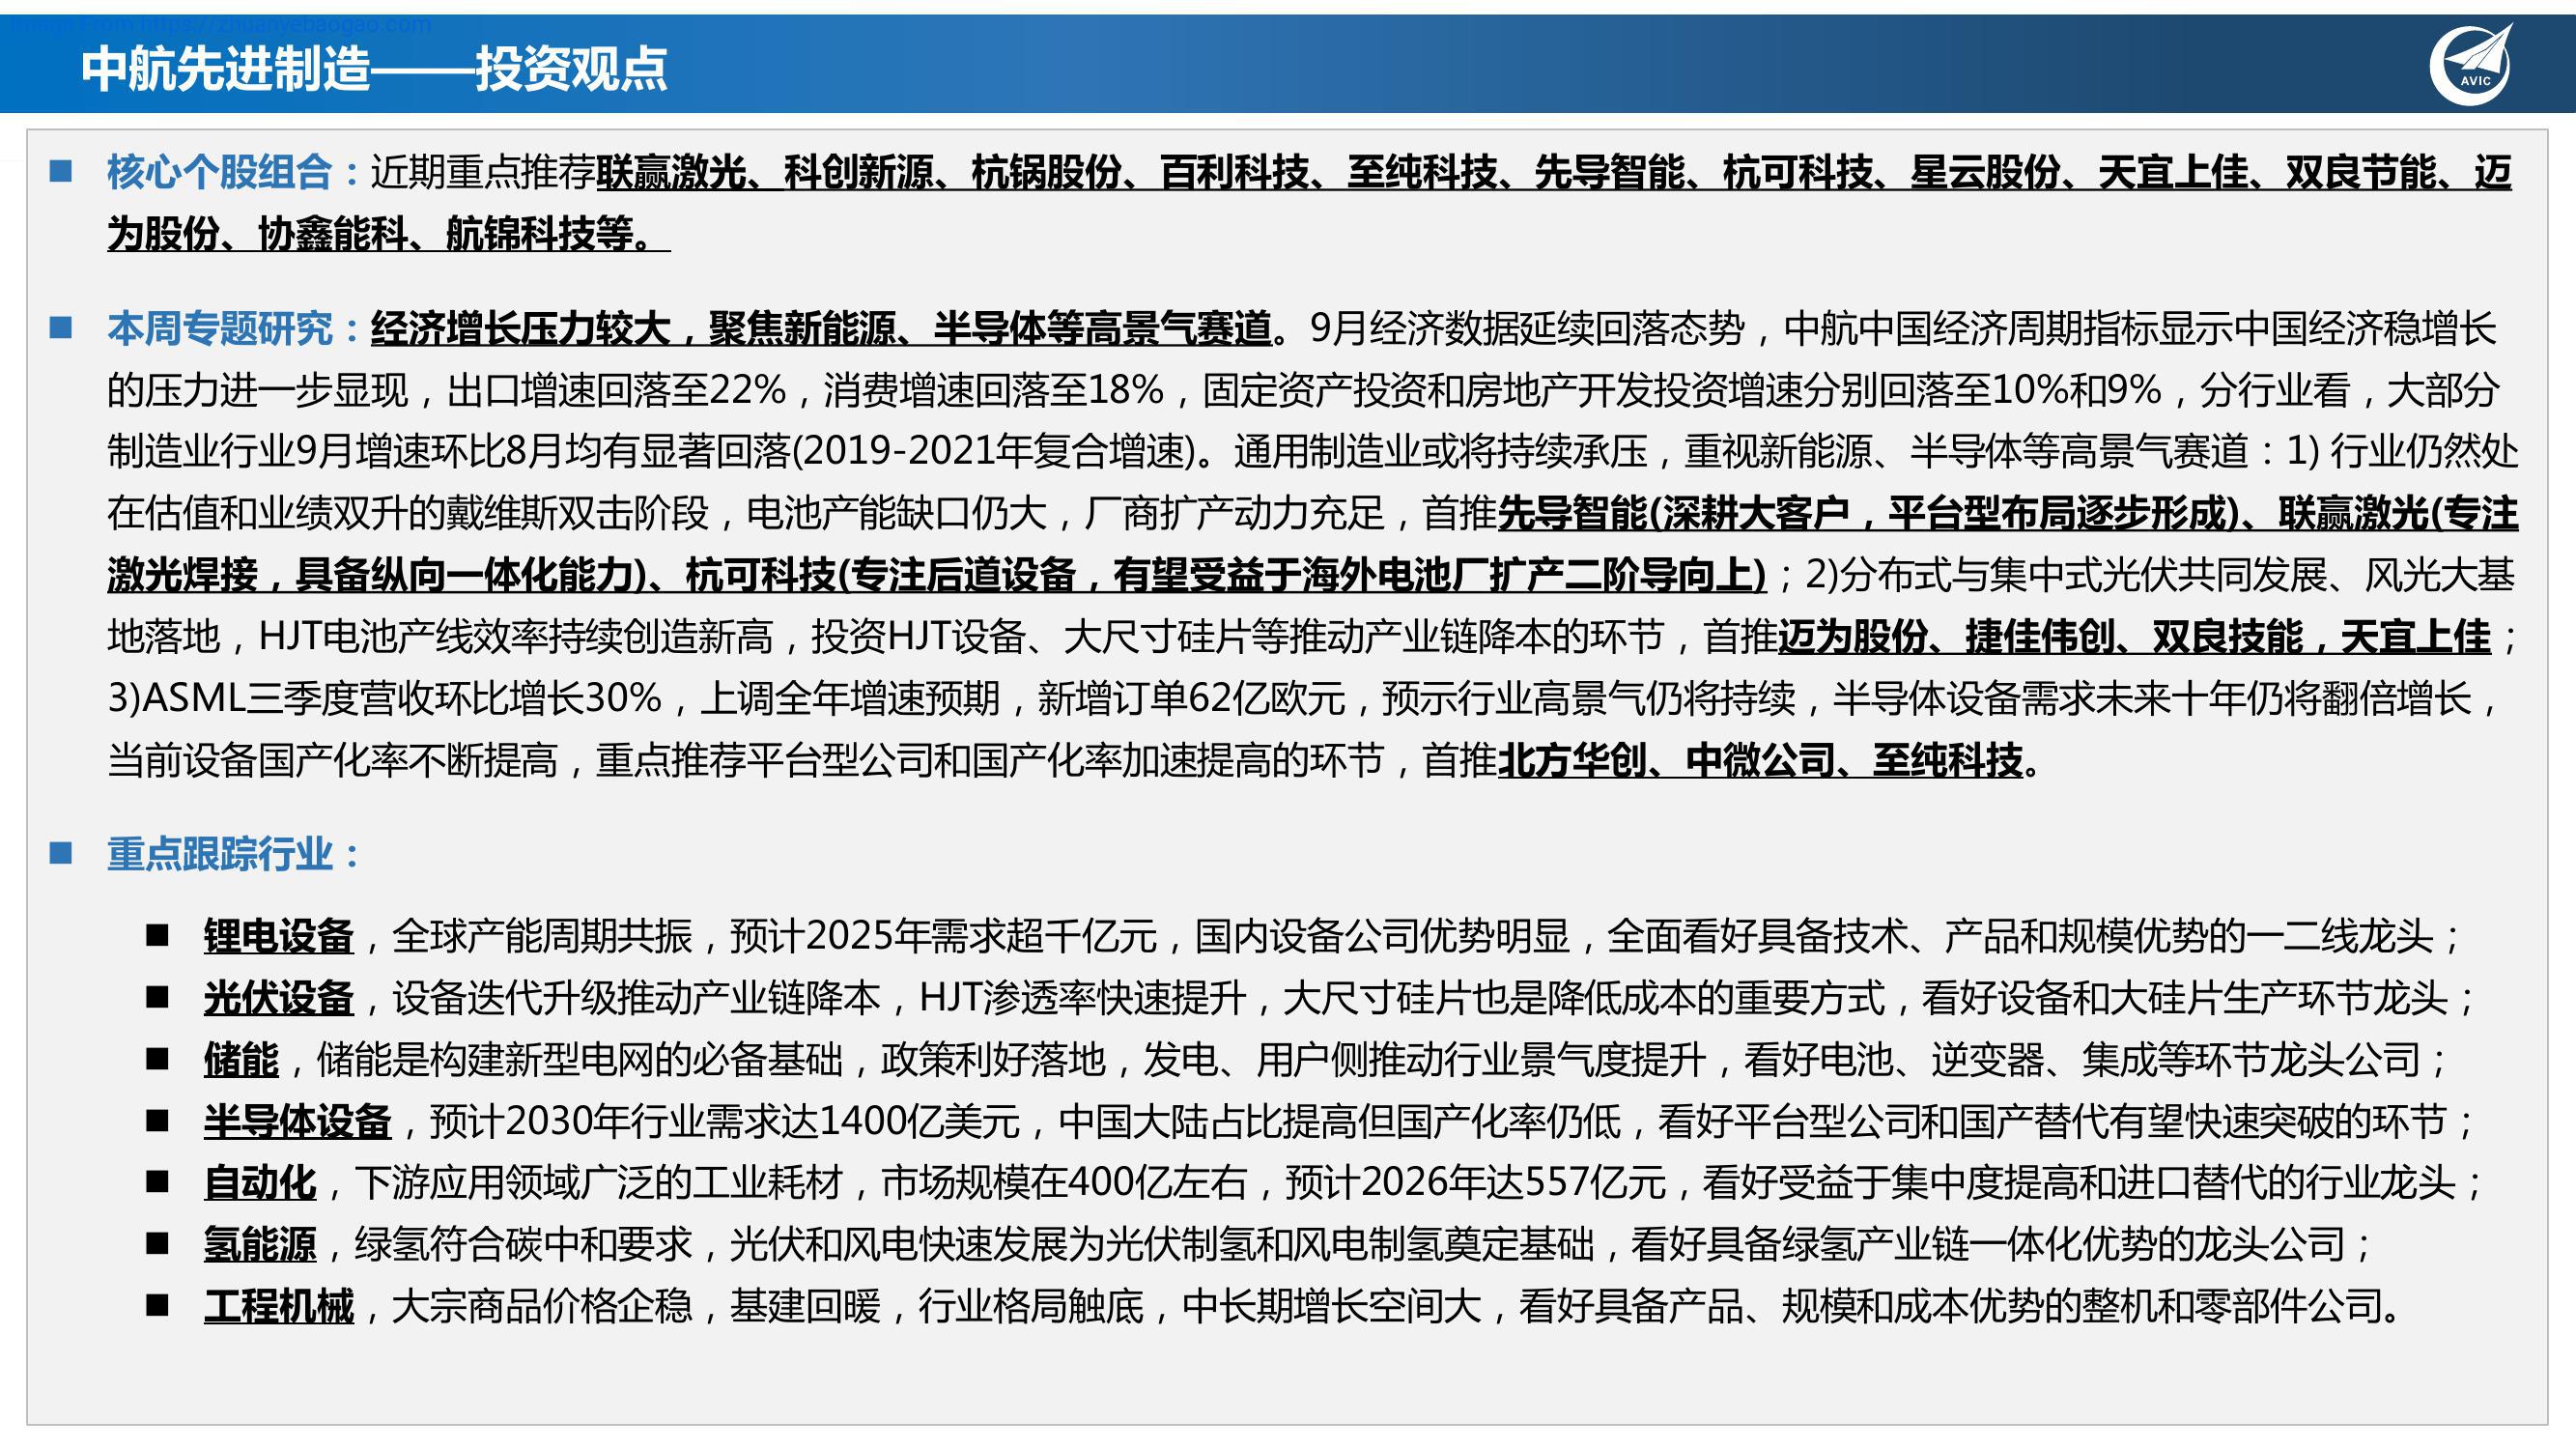 Image From https://zhuanyebaogao.com
中航先进制造——投资观点
AVIC
■ 核心个股组合：近期重点推荐联赢激光、科创新源、杭锅股份、百利科技、至纯科技、先导智能、杭可科技、星云股份、天宜上佳、双良节能、迈
为股份、协鑫能科、航锦科技等。
■ 本周专题研究：经济增长压力较大，聚焦新能源、半导体等高景气赛道。9月经济数据延续回落态势，中航中国经济周期指标显示中国经济稳增长
的压力进一步显现，出口增速回落至22%，消费增速回落至18%，固定资产投资和房地产开发投资增速分别回落至10%和9%，分行业看，大部分
制造业行业9月增速环比8月均有显著回落(2019-2021年复合增速)。通用制造业或将持续承压，重视新能源、半导体等高景气赛道：1) 行业仍然处
在估值和业绩双升的戴维斯双击阶段，电池产能缺口仍大，厂商扩产动力充足，首推先导智能(深耕大客户，平台型布局逐步形成)、联赢激光(专注
激光焊接，具备纵向一体化能力)、杭可科技(专注后道设备，有望受益于海外电池厂扩产二阶导向上)；2)分布式与集中式光伏共同发展、风光大基
地落地，HJT电池产线效率持续创造新高，投资HJT设备、大尺寸硅片等推动产业链降本的环节，首推迈为股份、捷佳伟创、双良技能，天宜上佳；
3)ASML三季度营收环比增长30%，上调全年增速预期，新增订单62亿欧元，预示行业高景气仍将持续，半导体设备需求未来十年仍将翻倍增长，
当前设备国产化率不断提高，重点推荐平台型公司和国产化率加速提高的环节，首推北方华创、中微公司、至纯科技。
■ 重点跟踪行业：
■ 锂电设备，全球产能周期共振，预计2025年需求超千亿元，国内设备公司优势明显，全面看好具备技术、产品和规模优势的一二线龙头；
■ 光伏设备，设备迭代升级推动产业链降本，HJT渗透率快速提升，大尺寸硅片也是降低成本的重要方式，看好设备和大硅片生产环节龙头；
■ 储能，储能是构建新型电网的必备基础，政策利好落地，发电、用户侧推动行业景气度提升，看好电池、逆变器、集成等环节龙头公司；
■ 半导体设备，预计2030年行业需求达1400亿美元，中国大陆占比提高但国产化率仍低，看好平台型公司和国产替代有望快速突破的环节；
■ 自动化，下游应用领域广泛的工业耗材，市场规模在400亿左右，预计2026年达557亿元，看好受益于集中度提高和进口替代的行业龙头；
■ 氢能源，绿氢符合碳中和要求，光伏和风电快速发展为光伏制氢和风电制氢奠定基础，看好具备绿氢产业链一体化优势的龙头公司；
■ 工程机械，大宗商品价格企稳，基建回暖，行业格局触底，中长期增长空间大，看好具备产品、规模和成本优势的整机和零部件公司。